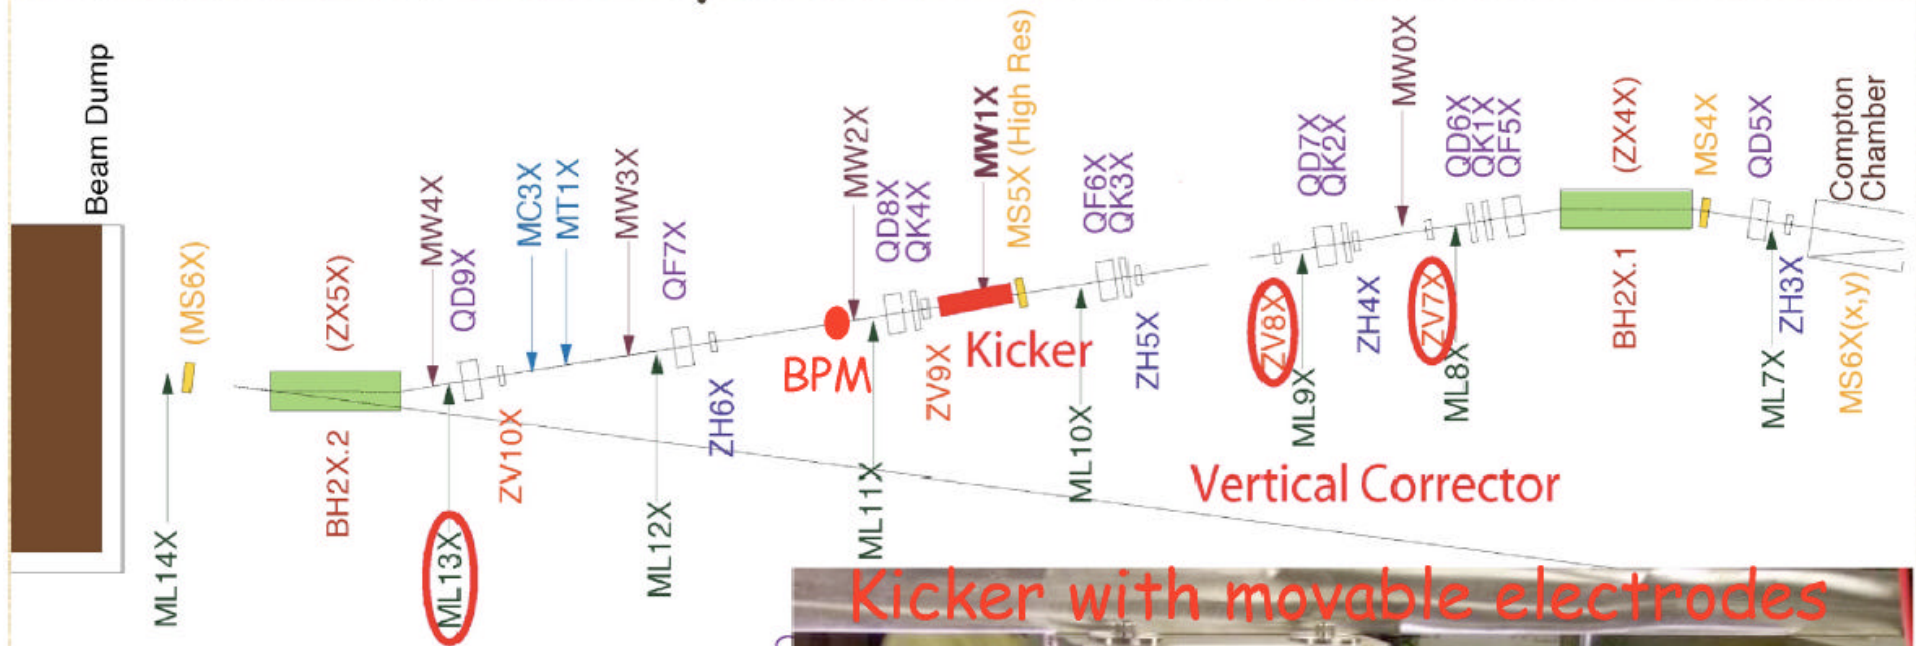 Beam Dump
ML14X
(MS6X)
(ZX5X)
BH2X.2
MW4X
ML13X
QD9X
ZV10X
MC3X
MT1X
MW3X
ML12X
QF7X
ZH6X
BPM
MW2X
ML11X
QD8X
QK4X
ZV9X
MW1X
Kicker
MS5X (High Res)
ML10X
QF6X
QK3X
ZH5X
ZV8X
ML9X
QD7X
QK2X
ZH4X
MW0X
ZV7X
ML8X
QD6X
QK1X
QF5X
Vertical Corrector
(ZX4X)
BH2X.1
MS4X
QD5X
ML7X
ZH3X
Compton
Chamber
MS6X(x,y)
Kicker with movable electrodes